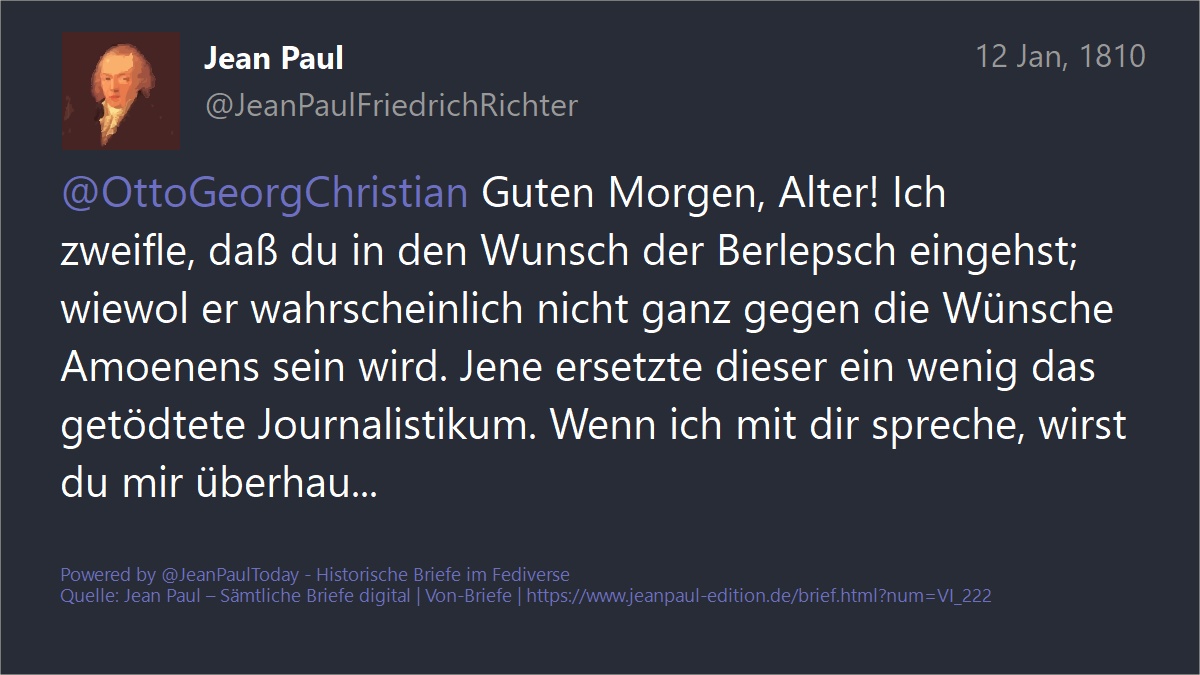 Jean Paul
12 Jan, 1810
@JeanPaulFriedrichRichter
@OttoGeorgChristian Guten Morgen, Alter! Ich
zweifle, daß du in den Wunsch der Berlepsch eingehst;
wiewol er wahrscheinlich nicht ganz gegen die Wünsche
Amoenens sein wird. Jene ersetzte dieser ein wenig das
getödtete Journalistikum. Wenn ich mit dir spreche, wirst
du mir überhau...
Powered by @JeanPaulToday - Historische Briefe im Fediverse
Quelle: Jean Paul – Sämtliche Briefe digital | Von-Briefe | https://www.jeanpaul-edition.de/brief.html?num=VI_222